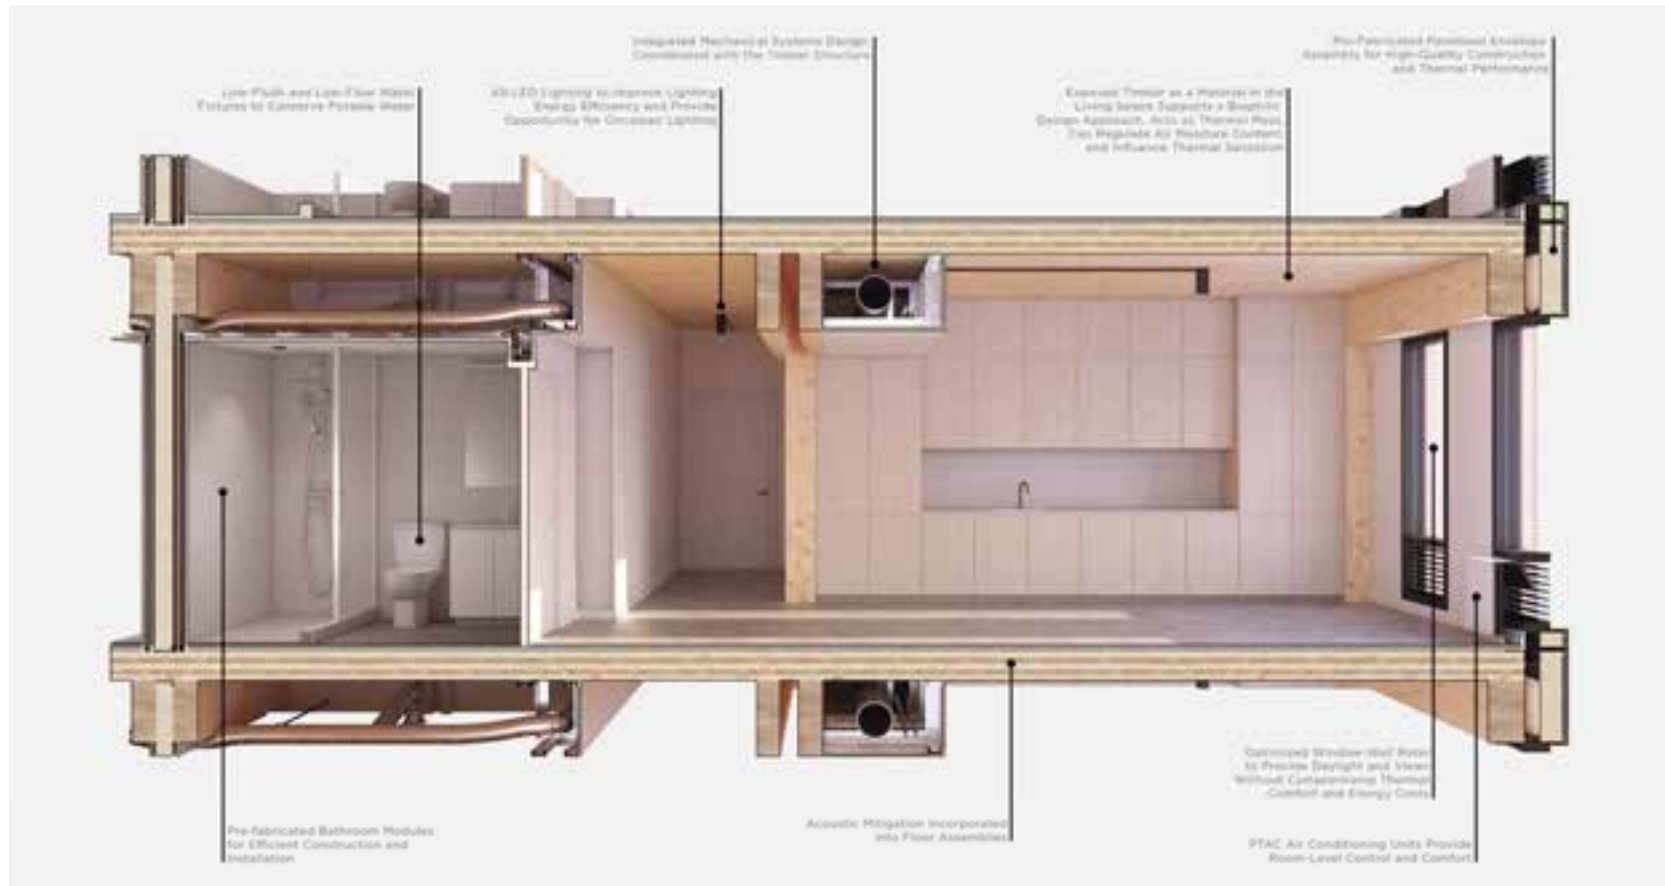 Integrated Mechanical Systems Design
Coordinated with the Timber Structure
Pre-Fabricated Panelized Envelope
Assembly for High-Quality Construction
and Thermal Performance
Low-Flush and Low-Flow Water
Fixtures to Conserve Potable Water
All-LED Lighting to Improve Lighting
Energy Efficiency and Provide
Opportunity for Circadian Lighting
Exposed Timber as a Material in the
Living Space Supports a Biophilic
Design Approach, Acts as Thermal Mass,
Can Regulate Air Moisture Content,
and Influence Thermal Sensation
Optimized Window-Wall Ratio
to Provide Daylight and Views
Without Compromising Thermal
Comfort and Energy Costs
Pre-fabricated Bathroom Modules
for Efficient Construction and
Installation
Acoustic Mitigation Incorporated
into Floor Assemblies
PTAC Air Conditioning Units Provide
Room-Level Control and Comfort